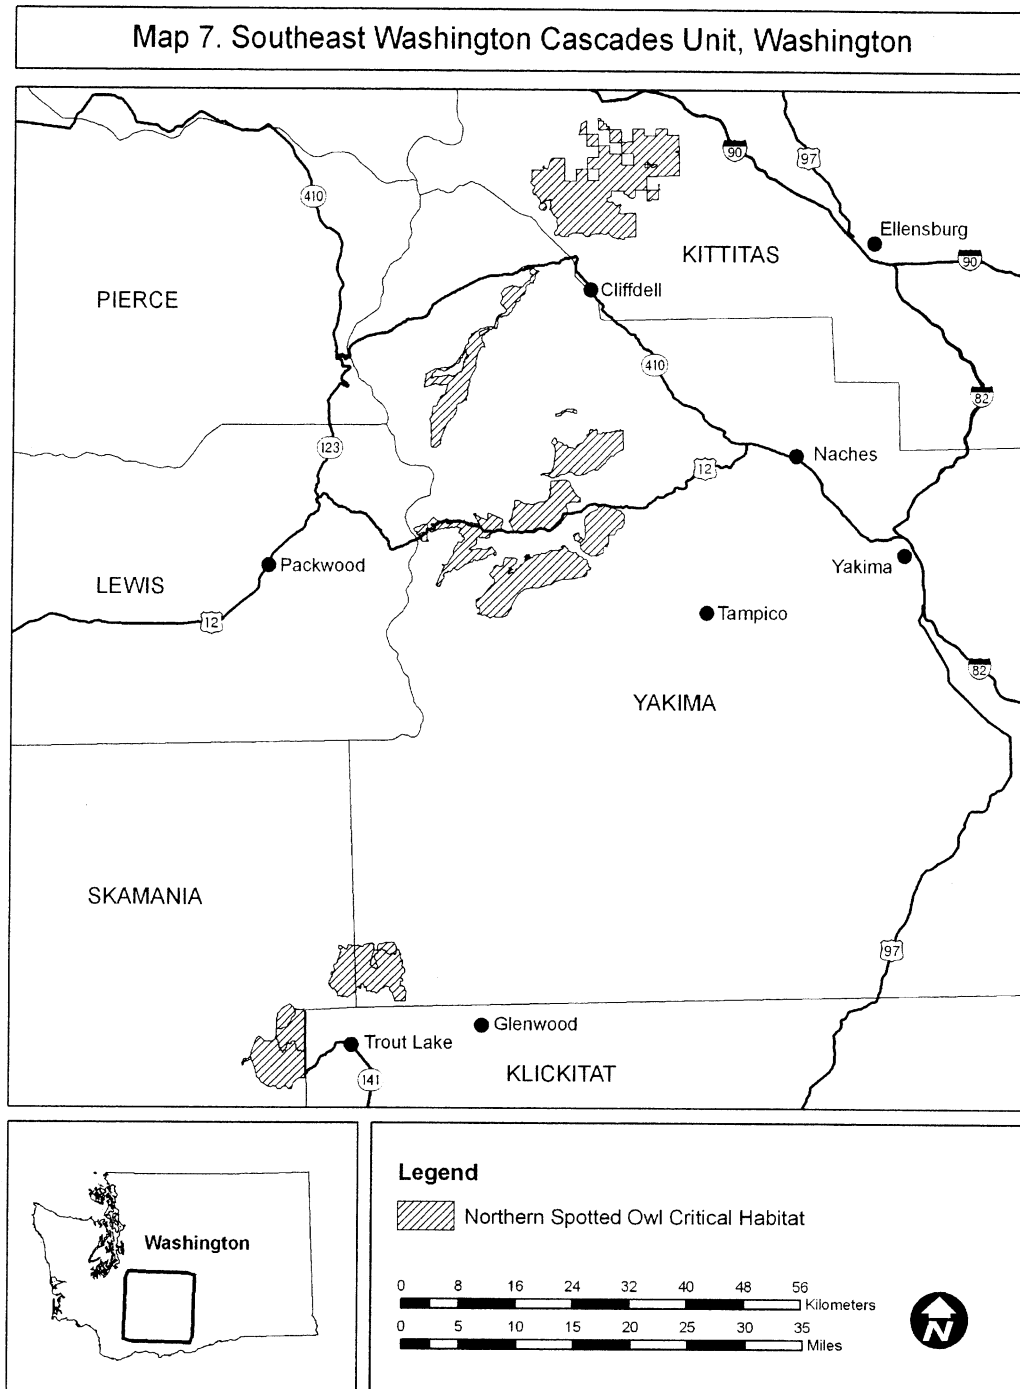 Map 7. Southeast Washington Cascades Unit, Washington
90
97
410
Ellensburg
KITTITAS
90
PIERCE
Cliffdell
410
82
123
12
Naches
Packwood
Yakima
LEWIS
12
Tampico
82
YAKIMA
SKAMANIA
97
Glenwood
Trout Lake
KLICKITAT
141
Washington
Legend
Northern Spotted Owl Critical Habitat
0 8 16 24 32 40 48 56
Kilometers
0 5 10 15 20 25 30 35
Miles
N